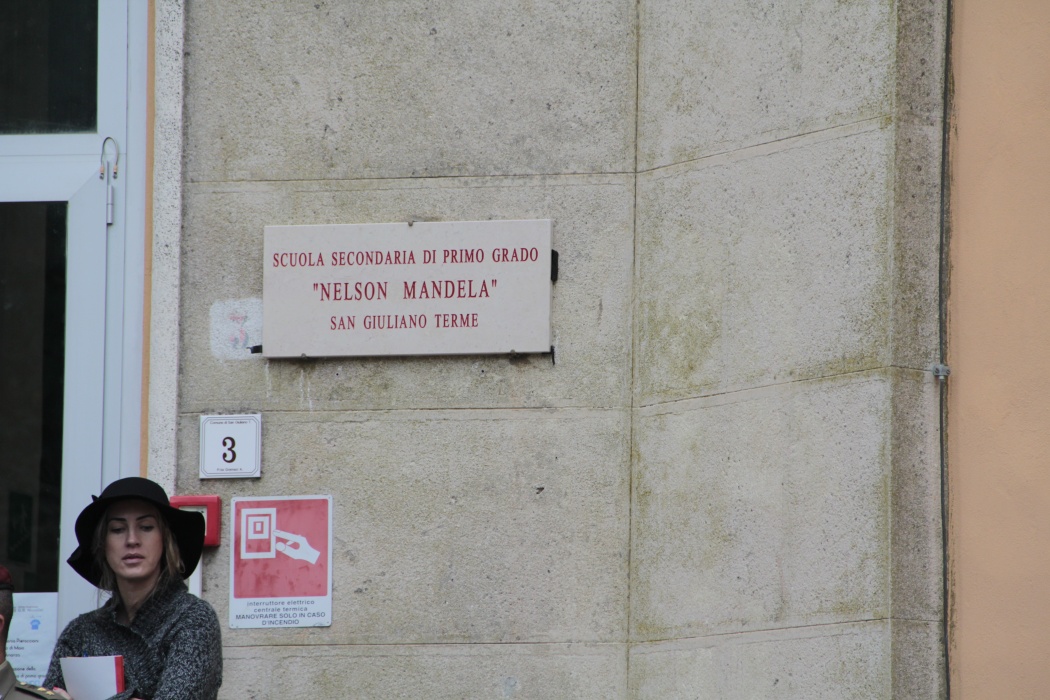 SCUOLA SECONDARIA DI PRIMO GRADO
"NELSON MANDELA"
SAN GIULIANO TERME
3
3
interruttore elettrico
centrale termica
MANOVRARE SOLO IN CASO
D'INCENDIO